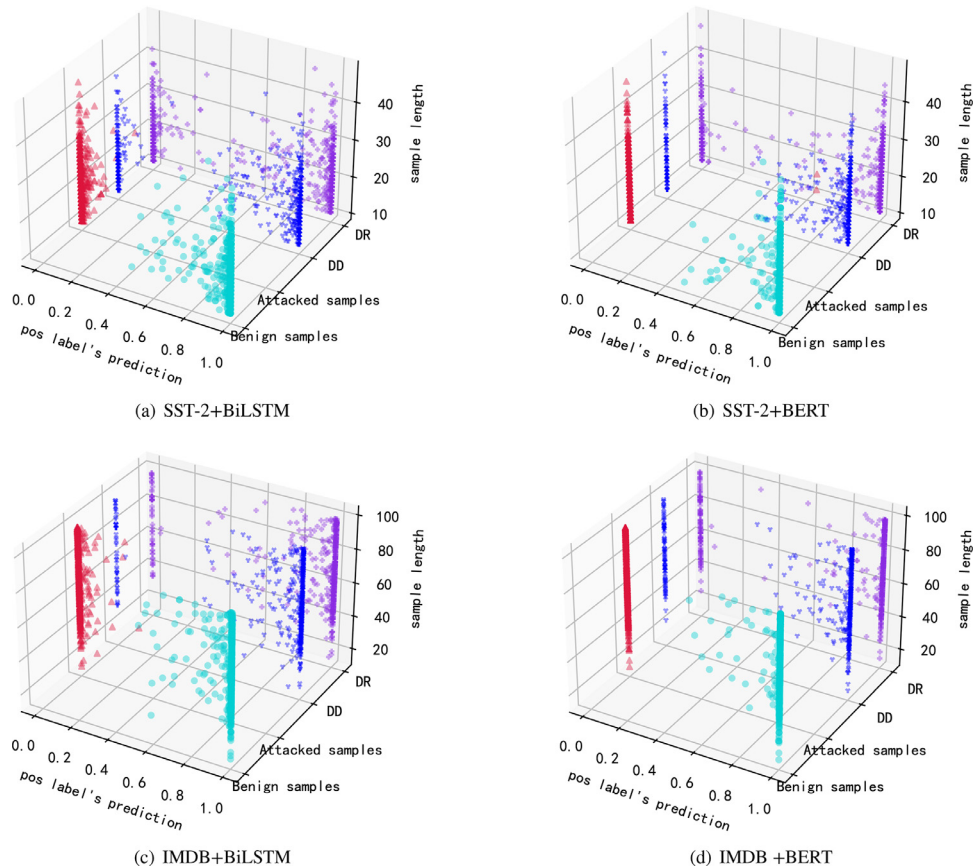 40
30
20
10
sample length
DR
DD
Attacked samples
Benign samples
0.0
0.2
0.4
0.6
0.8
1.0
pos label's prediction
(a) SST-2+BiLSTM
40
30
20
10
sample length
DR
DD
Attacked samples
Benign samples
0.0
0.2
0.4
0.6
0.8
1.0
pos label's prediction
(b) SST-2+BERT
100
80
60
40
20
sample length
DR
DD
Attacked samples
Benign samples
0.0
0.2
0.4
0.6
0.8
1.0
pos label's prediction
(c) IMDB+BiLSTM
100
80
60
40
20
sample length
DR
DD
Attacked samples
Benign samples
0.0
0.2
0.4
0.6
0.8
1.0
pos label's prediction
(d) IMDB +BERT